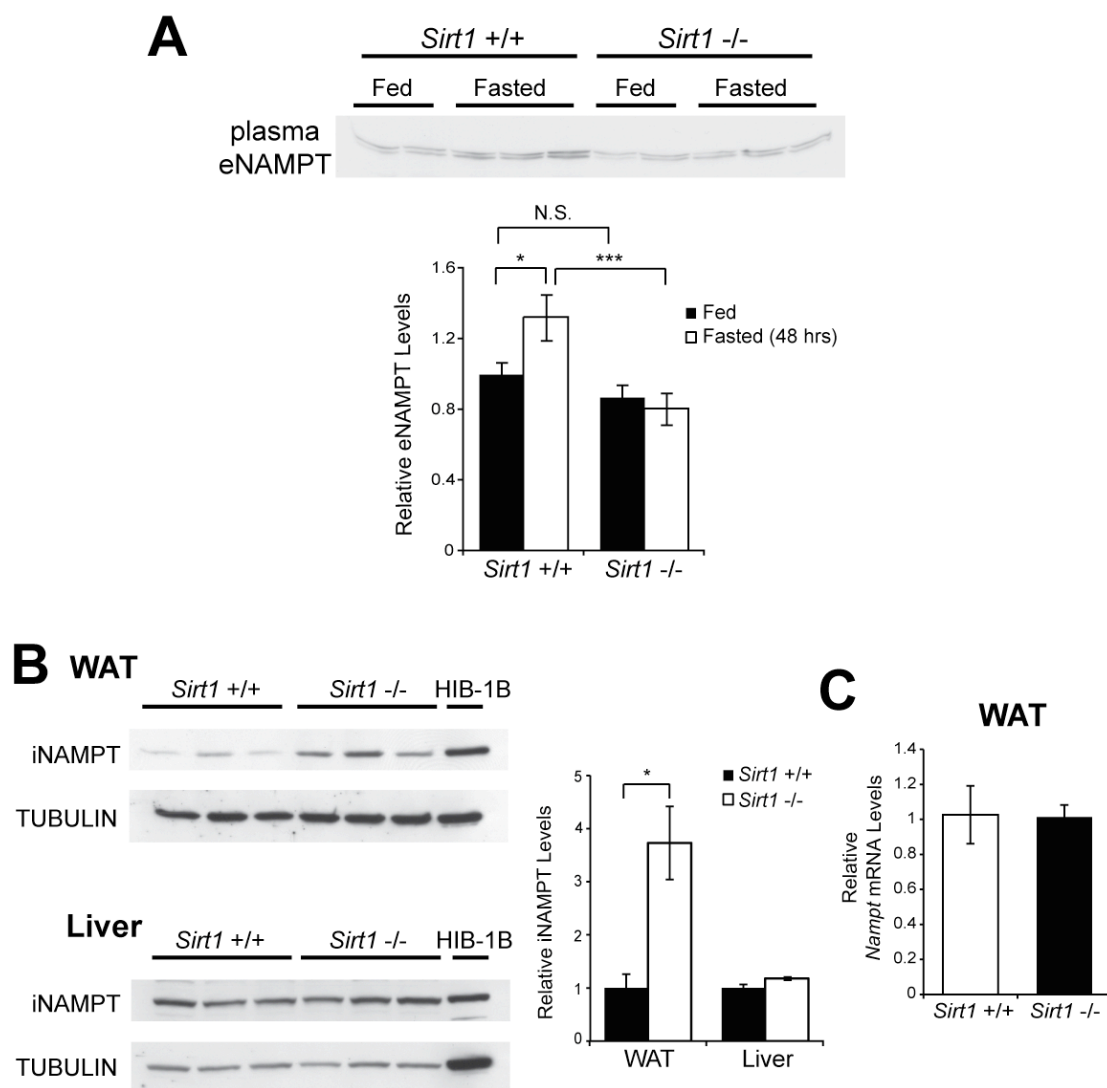 A
Sirt1 +/+ Sirt1 -/-
Fed Fasted Fed Fasted
plasma
eNAMPT
N.S.
* ***
Relative eNAMPT Levels
1.6
1.2
0.8
0.4
0
Fed
Fasted (48 hrs)
Sirt1 +/+ Sirt1 -/-
B WAT
Sirt1 +/+ Sirt1 -/- HIB-1B
iNAMPT
TUBULIN
Liver
Sirt1 +/+ Sirt1 -/- HIB-1B
iNAMPT
TUBULIN
Relative iNAMPT Levels
5
4
3
2
1
0
*
Sirt1 +/+
Sirt1 -/-
WAT Liver
C
WAT
Relative
Nampt mRNA Levels
1.4
1.2
1
0.8
0.6
0.4
0.2
0
Sirt1 +/+ Sirt1 -/-